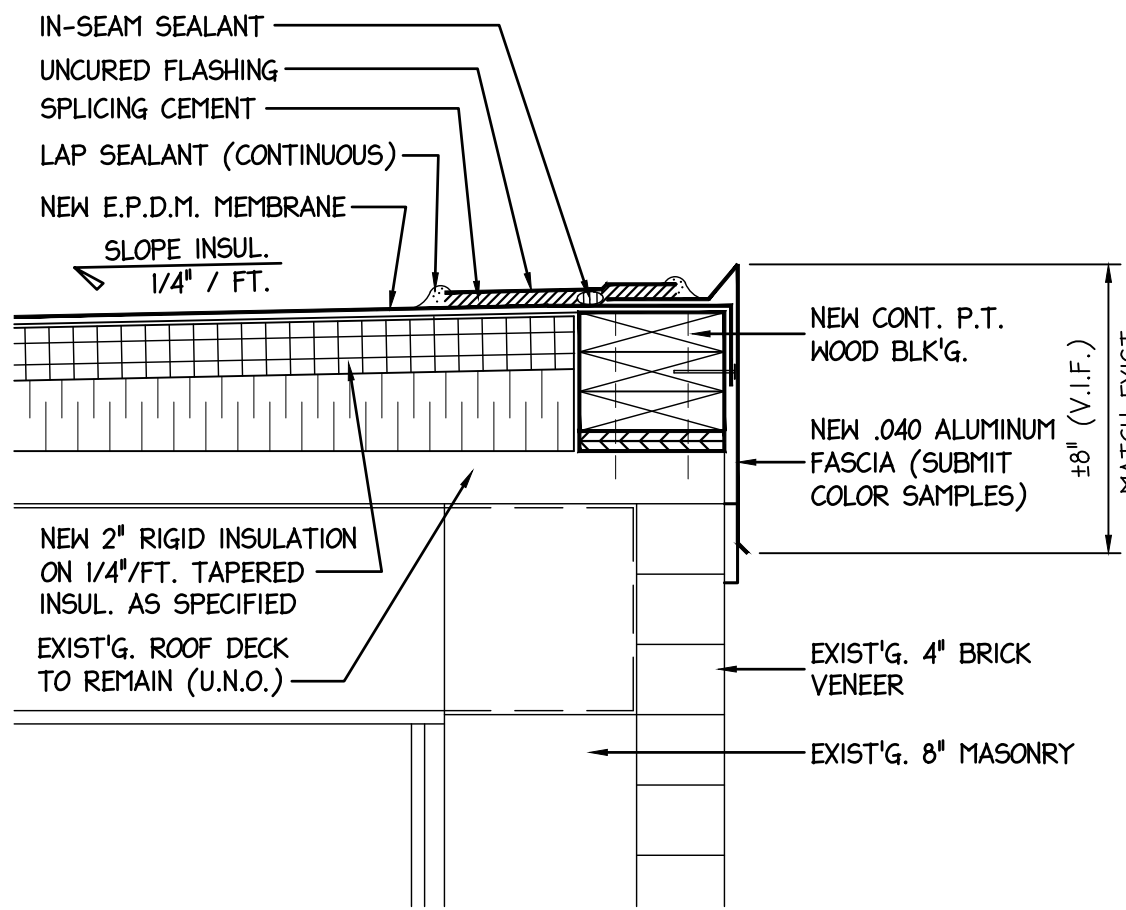 IN-SEAM SEALANT
UNCURED FLASHING
SPLICING CEMENT
LAP SEALANT (CONTINUOUS)
NEW E.P.D.M. MEMBRANE
SLOPE INSUL.
1/4" / FT.
NEW 2" RIGID INSULATION
ON 1/4"/FT. TAPERED
INSUL. AS SPECIFIED
EXIST'G. ROOF DECK
TO REMAIN (U.N.O.)
NEW CONT. P.T.
WOOD BLK'G.
NEW .040 ALUMINUM
FASCIA (SUBMIT
COLOR SAMPLES)
±8" (V.I.F.)
MATCH EXIST
EXIST'G. 4" BRICK
VENEER
EXIST'G. 8" MASONRY